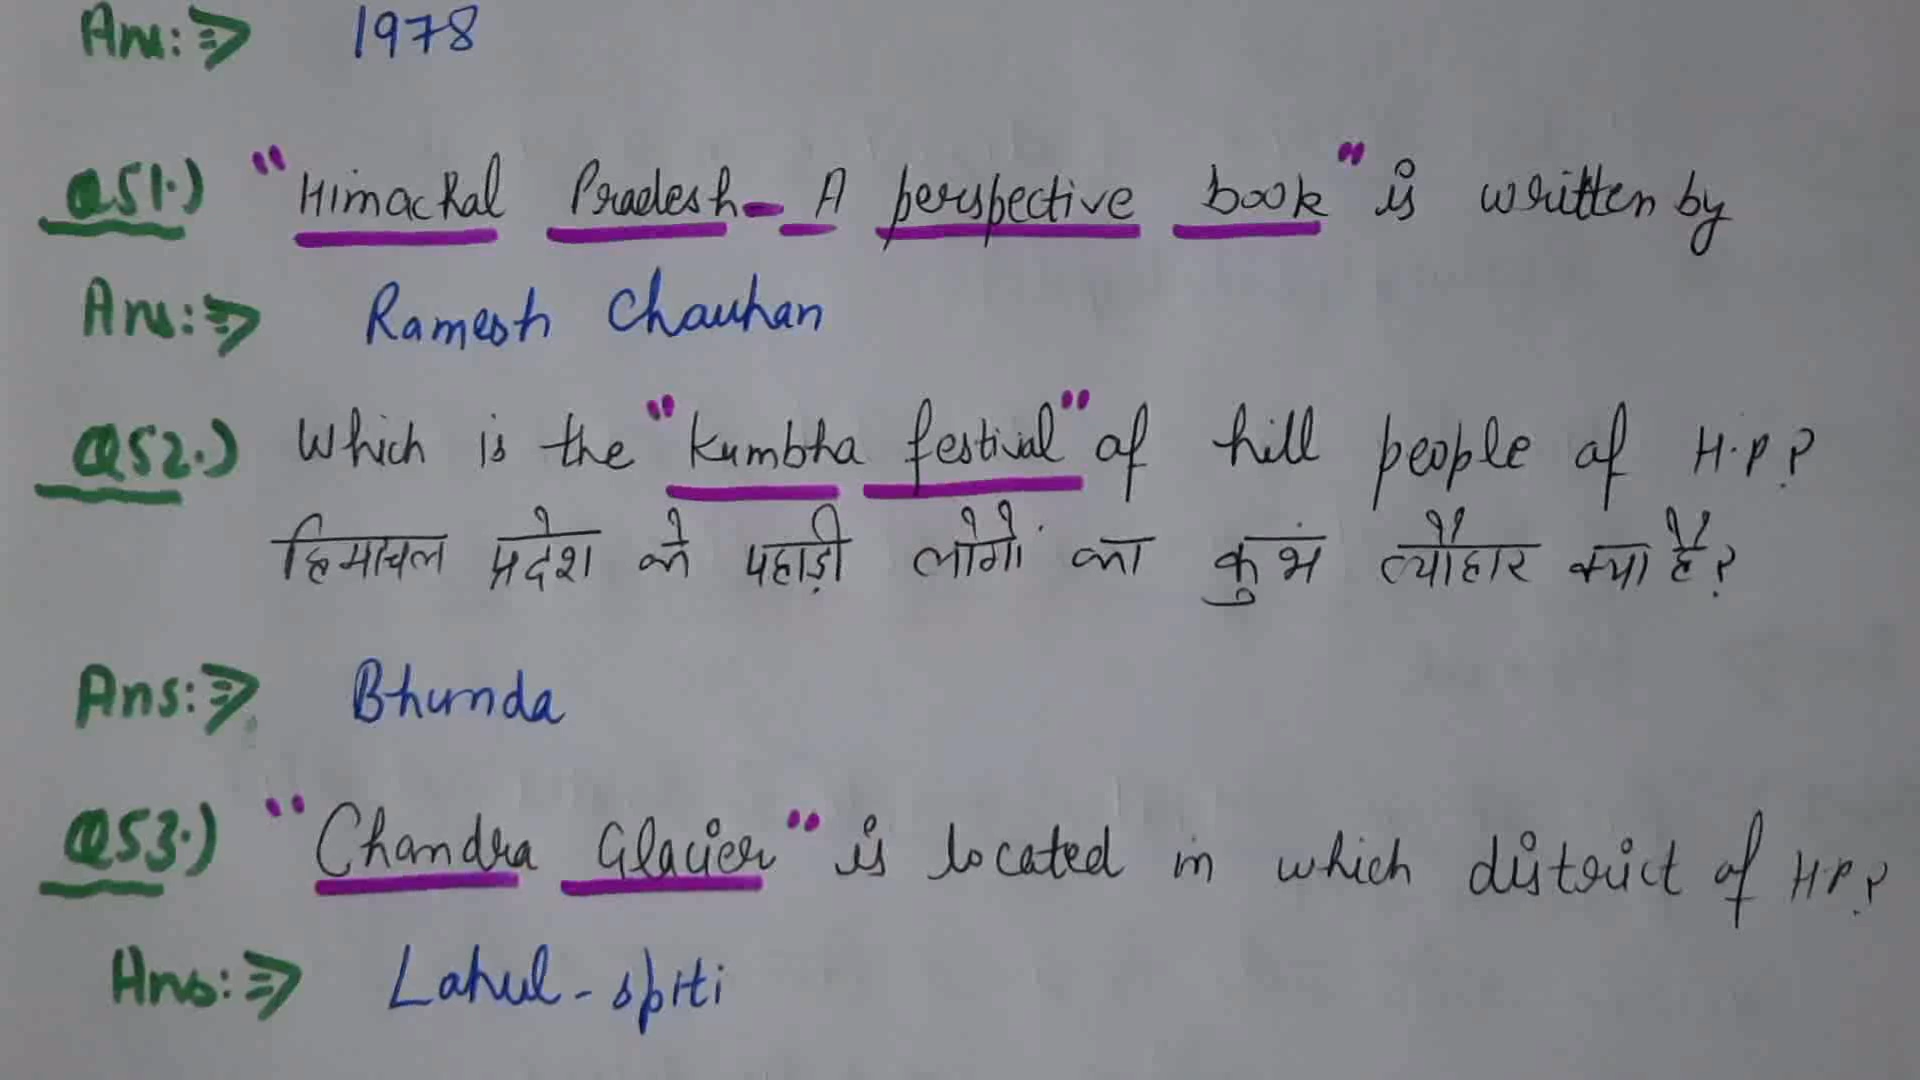 Ans:⇒ 1978
Q51.) "Himachal Pradesh - A perspective book" is written by
Ans:⇒ Ramesh Chauhan
Q52.) Which is the "Kumbha festival" of hill people of H.P?
हिमाचल प्रदेश के पहाड़ी लोगों का कुंभ त्यौहार क्या है?
Ans:⇒ Bhunda
Q53.) "Chandra Glacier" is located in which district of H.P?
Ans:⇒ Lahul - spiti